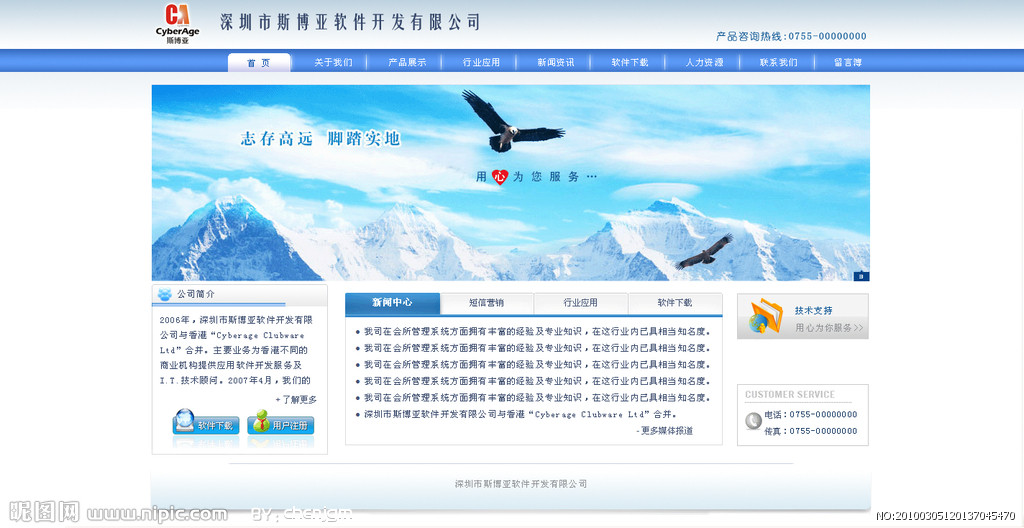 CA
CyberAge
斯博亚
深圳市斯博亚软件开发有限公司
产品咨询热线:0755-00000000
首 页 关于我们 产品展示 行业应用 新闻资讯 软件下载 人力资源 联系我们 留言簿
志存高远 脚踏实地
用心为您服务…
公司简介
2006年,深圳市斯博亚软件开发有限
公司与香港“Cyberage Clubware
Ltd”合并。主要业务为香港不同的
商业机构提供应用软件开发服务及
I.T.技术顾问。2007年4月,我们的
+了解更多
软件下载 用户注册
新闻中心 短信营销 行业应用 软件下载
● 我司在会所管理系统方面拥有丰富的经验及专业知识,在这行业内已具相当知名度。
● 我司在会所管理系统方面拥有丰富的经验及专业知识,在这行业内已具相当知名度。
● 我司在会所管理系统方面拥有丰富的经验及专业知识,在这行业内已具相当知名度。
● 我司在会所管理系统方面拥有丰富的经验及专业知识,在这行业内已具相当知名度。
● 我司在会所管理系统方面拥有丰富的经验及专业知识,在这行业内已具相当知名度。
● 深圳市斯博亚软件开发有限公司与香港“Cyberage Clubware Ltd”合并。
-更多媒体报道
技术支持
用心为你服务>>
CUSTOMER SERVICE
电话:0755-00000000
传真:0755-00000000
深圳市斯博亚软件开发有限公司
昵图网 www.nipic.com BY: chenjgm
NO:20100305120137045470